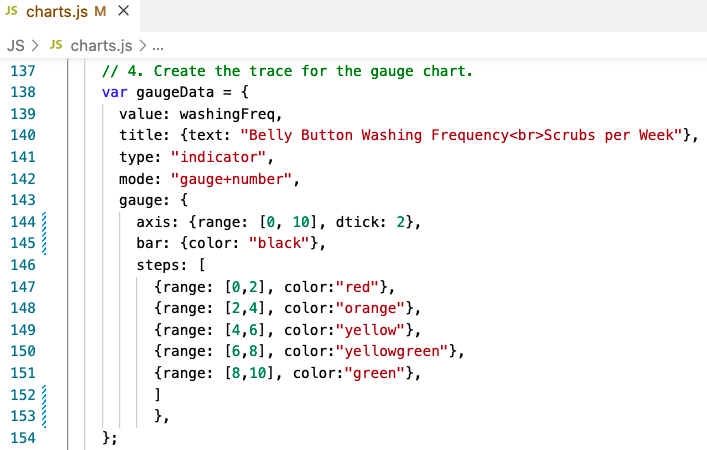 JS charts.js M ×
JS > JS charts.js > ...
137 // 4. Create the trace for the gauge chart.
138 var gaugeData = {
139 value: washingFreq,
140 title: {text: "Belly Button Washing Frequency<br>Scrubs per Week"},
141 type: "indicator",
142 mode: "gauge+number",
143 gauge: {
144 axis: {range: [0, 10], dtick: 2},
145 bar: {color: "black"},
146 steps: [
147 {range: [0,2], color:"red"},
148 {range: [2,4], color:"orange"},
149 {range: [4,6], color:"yellow"},
150 {range: [6,8], color:"yellowgreen"},
151 {range: [8,10], color:"green"},
152 ]
153 },
154 };